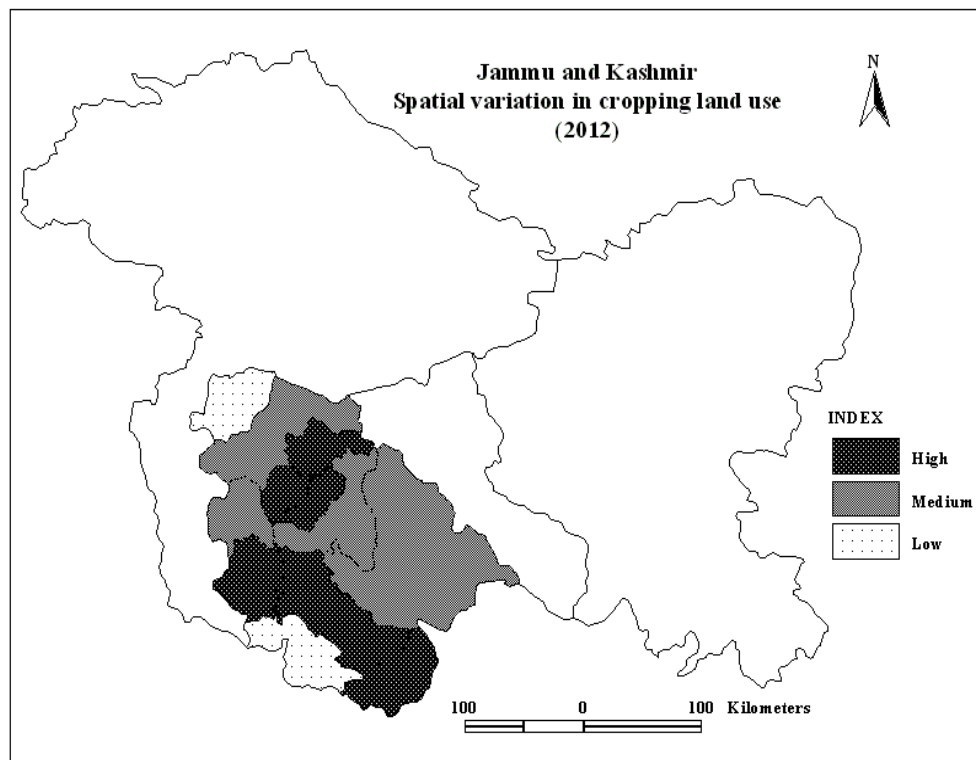 Jammu and Kashmir
Spatial variation in cropping land use
(2012)
N
INDEX
High
Medium
Low
100 0 100 Kilometers